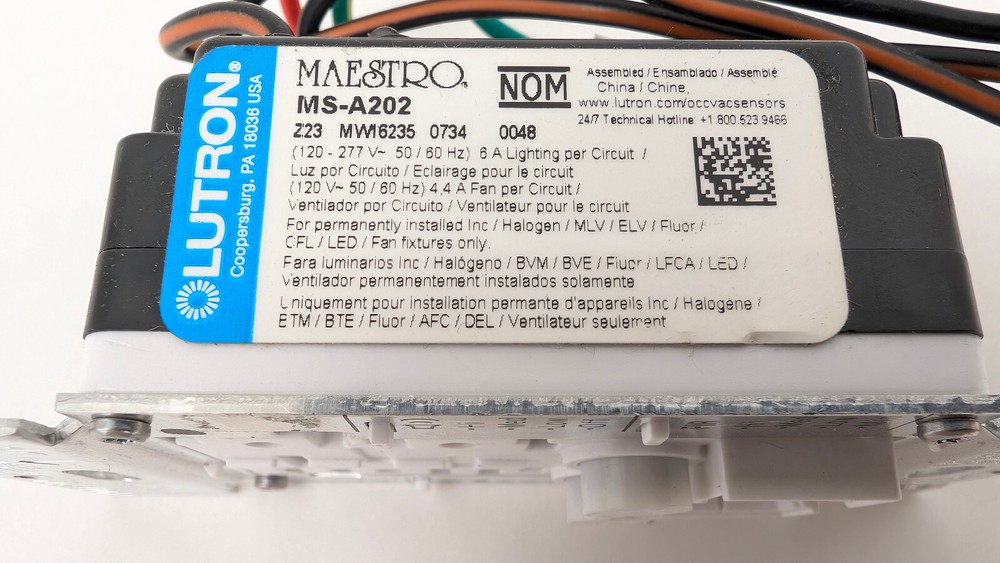 LUTRON®
Coopersburg, PA 18036 USA
MAESTRO®
MS-A202
Z23 MW16235 0734 0048
NOM
Assembled / Ensamblado / Assemblé:
China / Chine,
www.lutron.com/occvacsensors
24/7 Technical Hotline: +1.800.523.9466
(120 - 277 V~ 50 / 60 Hz) 6 A Lighting per Circuit /
Luz por Circuito / Eclairage pour le circuit
(120 V~ 50 / 60 Hz) 4,4 A Fan per Circuit /
Ventilador por Circuito / Ventilateur pour le circuit
For permanently installed Inc / Halogen / MLV / ELV / Fluor /
CFL / LED / Fan fixtures only.
Para luminarios Inc / Halógeno / BVM / BVE / Fluor / LFCA / LED /
Ventilador permanentement instalados solamente
Uniquement pour installation permante d'appareils Inc / Halogene /
BTM / BTE / Fluor / AFC / DEL / Ventilateur seulement